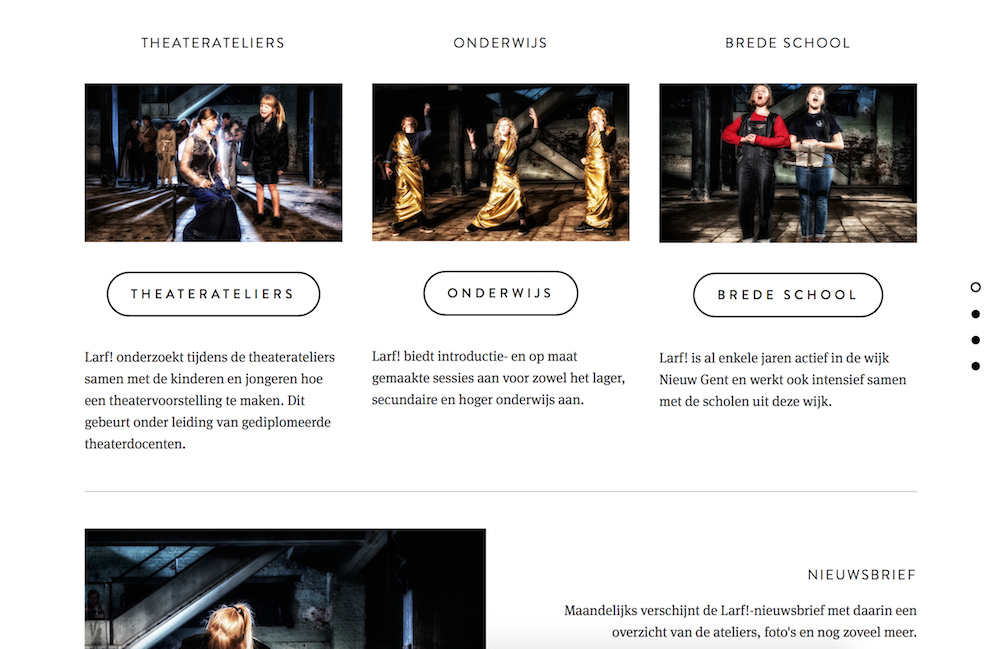 THEATERATELIERS
ONDERWIJS
BREDE SCHOOL
THEATERATELIERS
ONDERWIJS
BREDE SCHOOL
Larf! onderzoekt tijdens de theaterateliers
samen met de kinderen en jongeren hoe
een theatervoorstelling te maken. Dit
gebeurt onder leiding van gediplomeerde
theaterdocenten.
Larf! biedt introductie- en op maat
gemaakte sessies aan voor zowel het lager,
secundaire en hoger onderwijs aan.
Larf! is al enkele jaren actief in de wijk
Nieuw Gent en werkt ook intensief samen
met de scholen uit deze wijk.
NIEUWSBRIEF
Maandelijks verschijnt de Larf!-nieuwsbrief met daarin een
overzicht van de ateliers, foto's en nog zoveel meer.